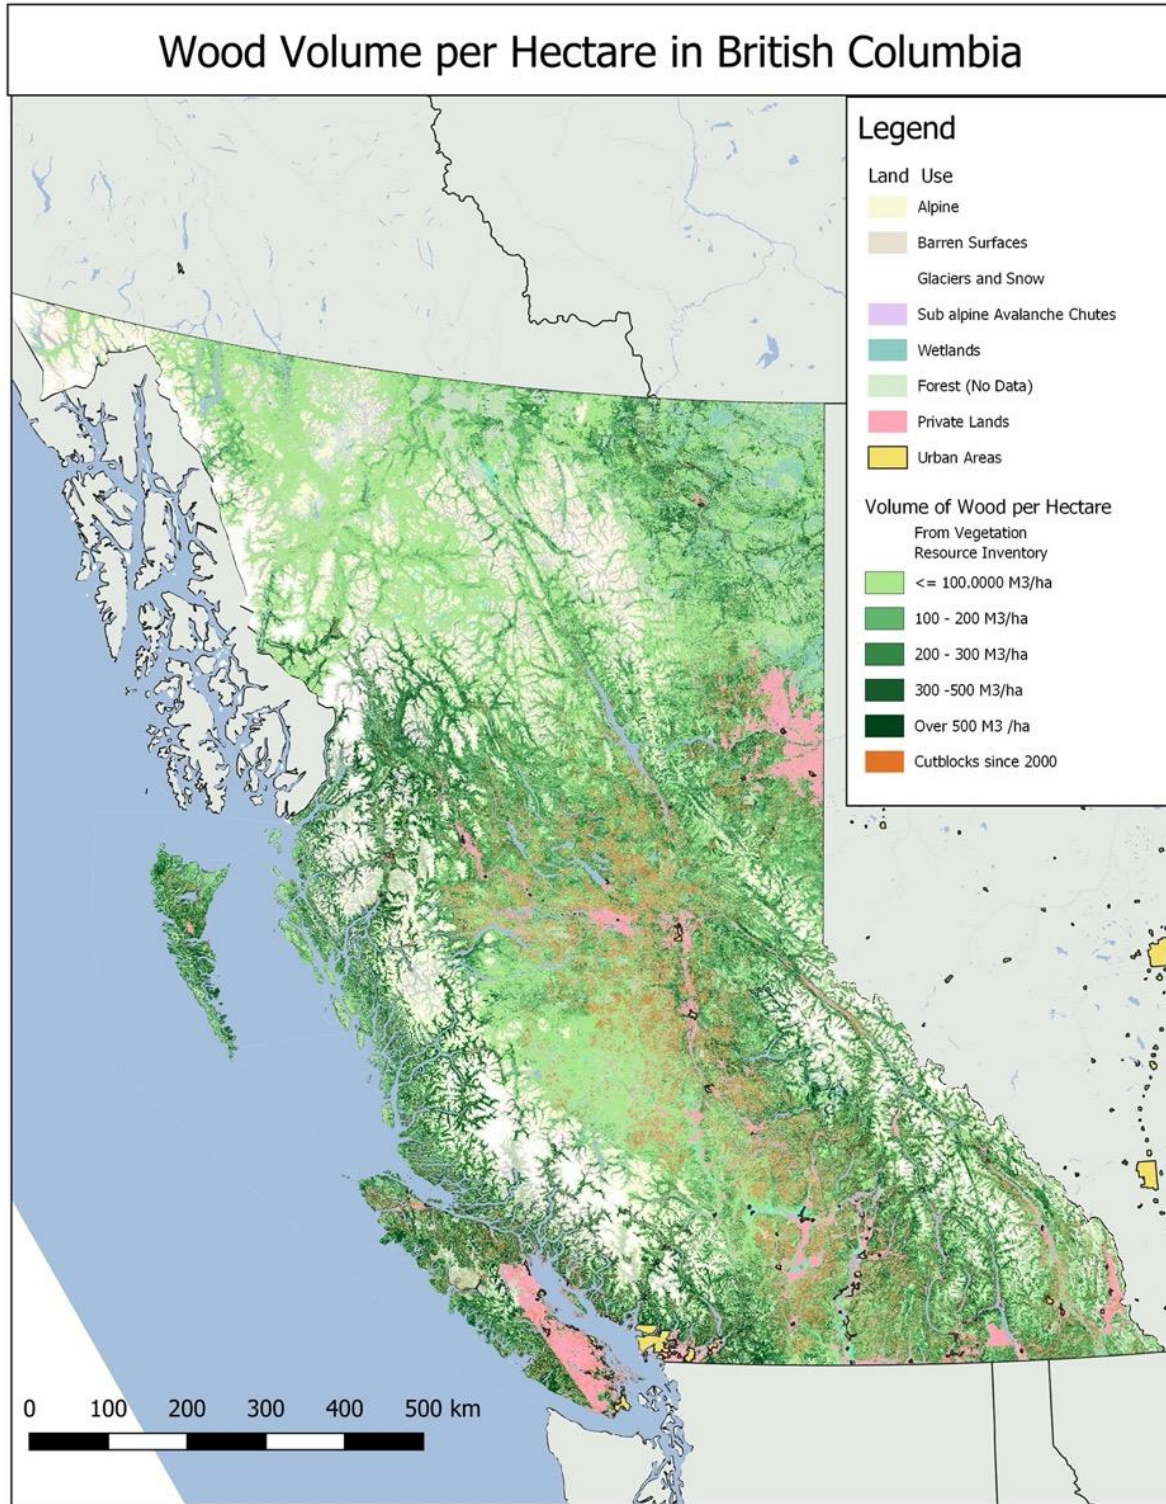 Wood Volume per Hectare in British Columbia
Legend
Land Use
Alpine
Barren Surfaces
Glaciers and Snow
Sub alpine Avalanche Chutes
Wetlands
Forest (No Data)
Private Lands
Urban Areas
Volume of Wood per Hectare
From Vegetation
Resource Inventory
<= 100.0000 M3/ha
100 - 200 M3/ha
200 - 300 M3/ha
300 -500 M3/ha
Over 500 M3 /ha
Cutblocks since 2000
0 100 200 300 400 500 km